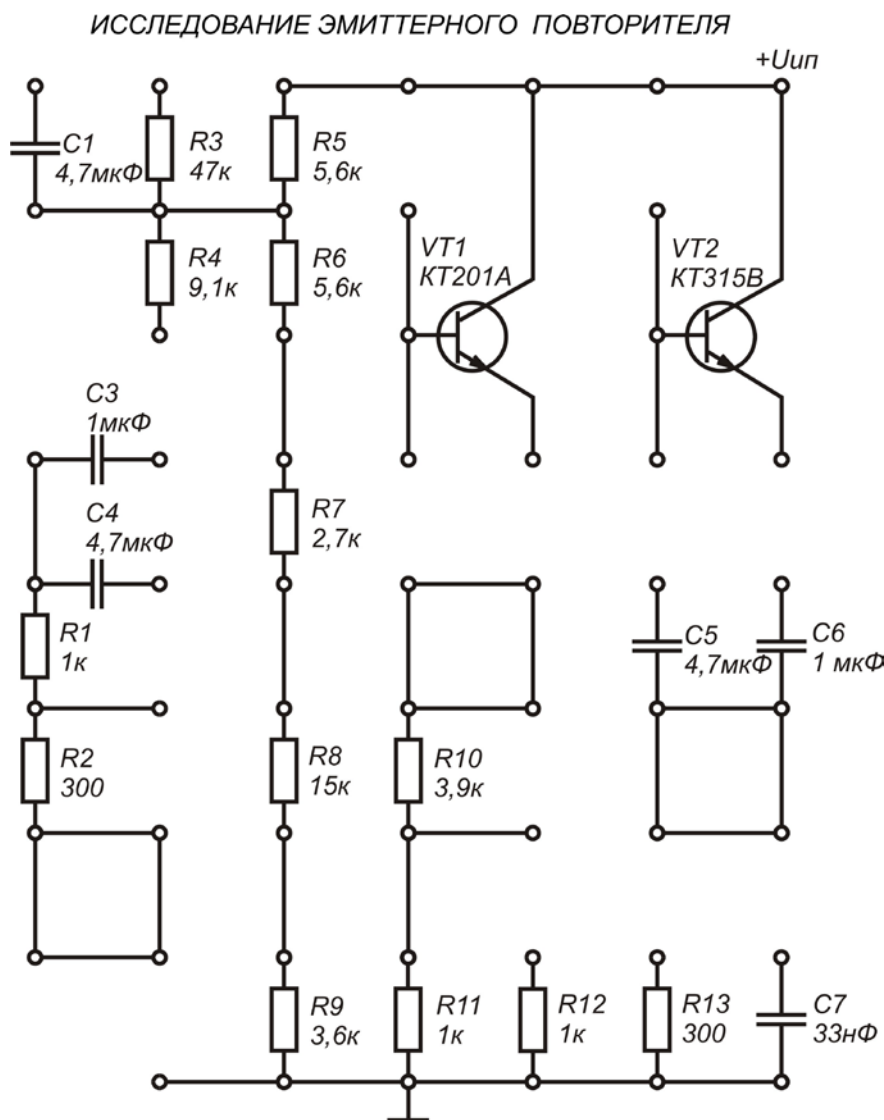 ИССЛЕДОВАНИЕ ЭМИТТЕРНОГО ПОВТОРИТЕЛЯ
+Uип
C1
4,7мкФ
R3
47к
R5
5,6к
R4
9,1к
R6
5,6к
VT1
КТ201А
VT2
КТ315В
C3
1мкФ
C4
4,7мкФ
R7
2,7к
R1
1к
C5
4,7мкФ
C6
1 мкФ
R2
300
R8
15к
R10
3,9к
R9
3,6к
R11
1к
R12
1к
R13
300
C7
33нФ